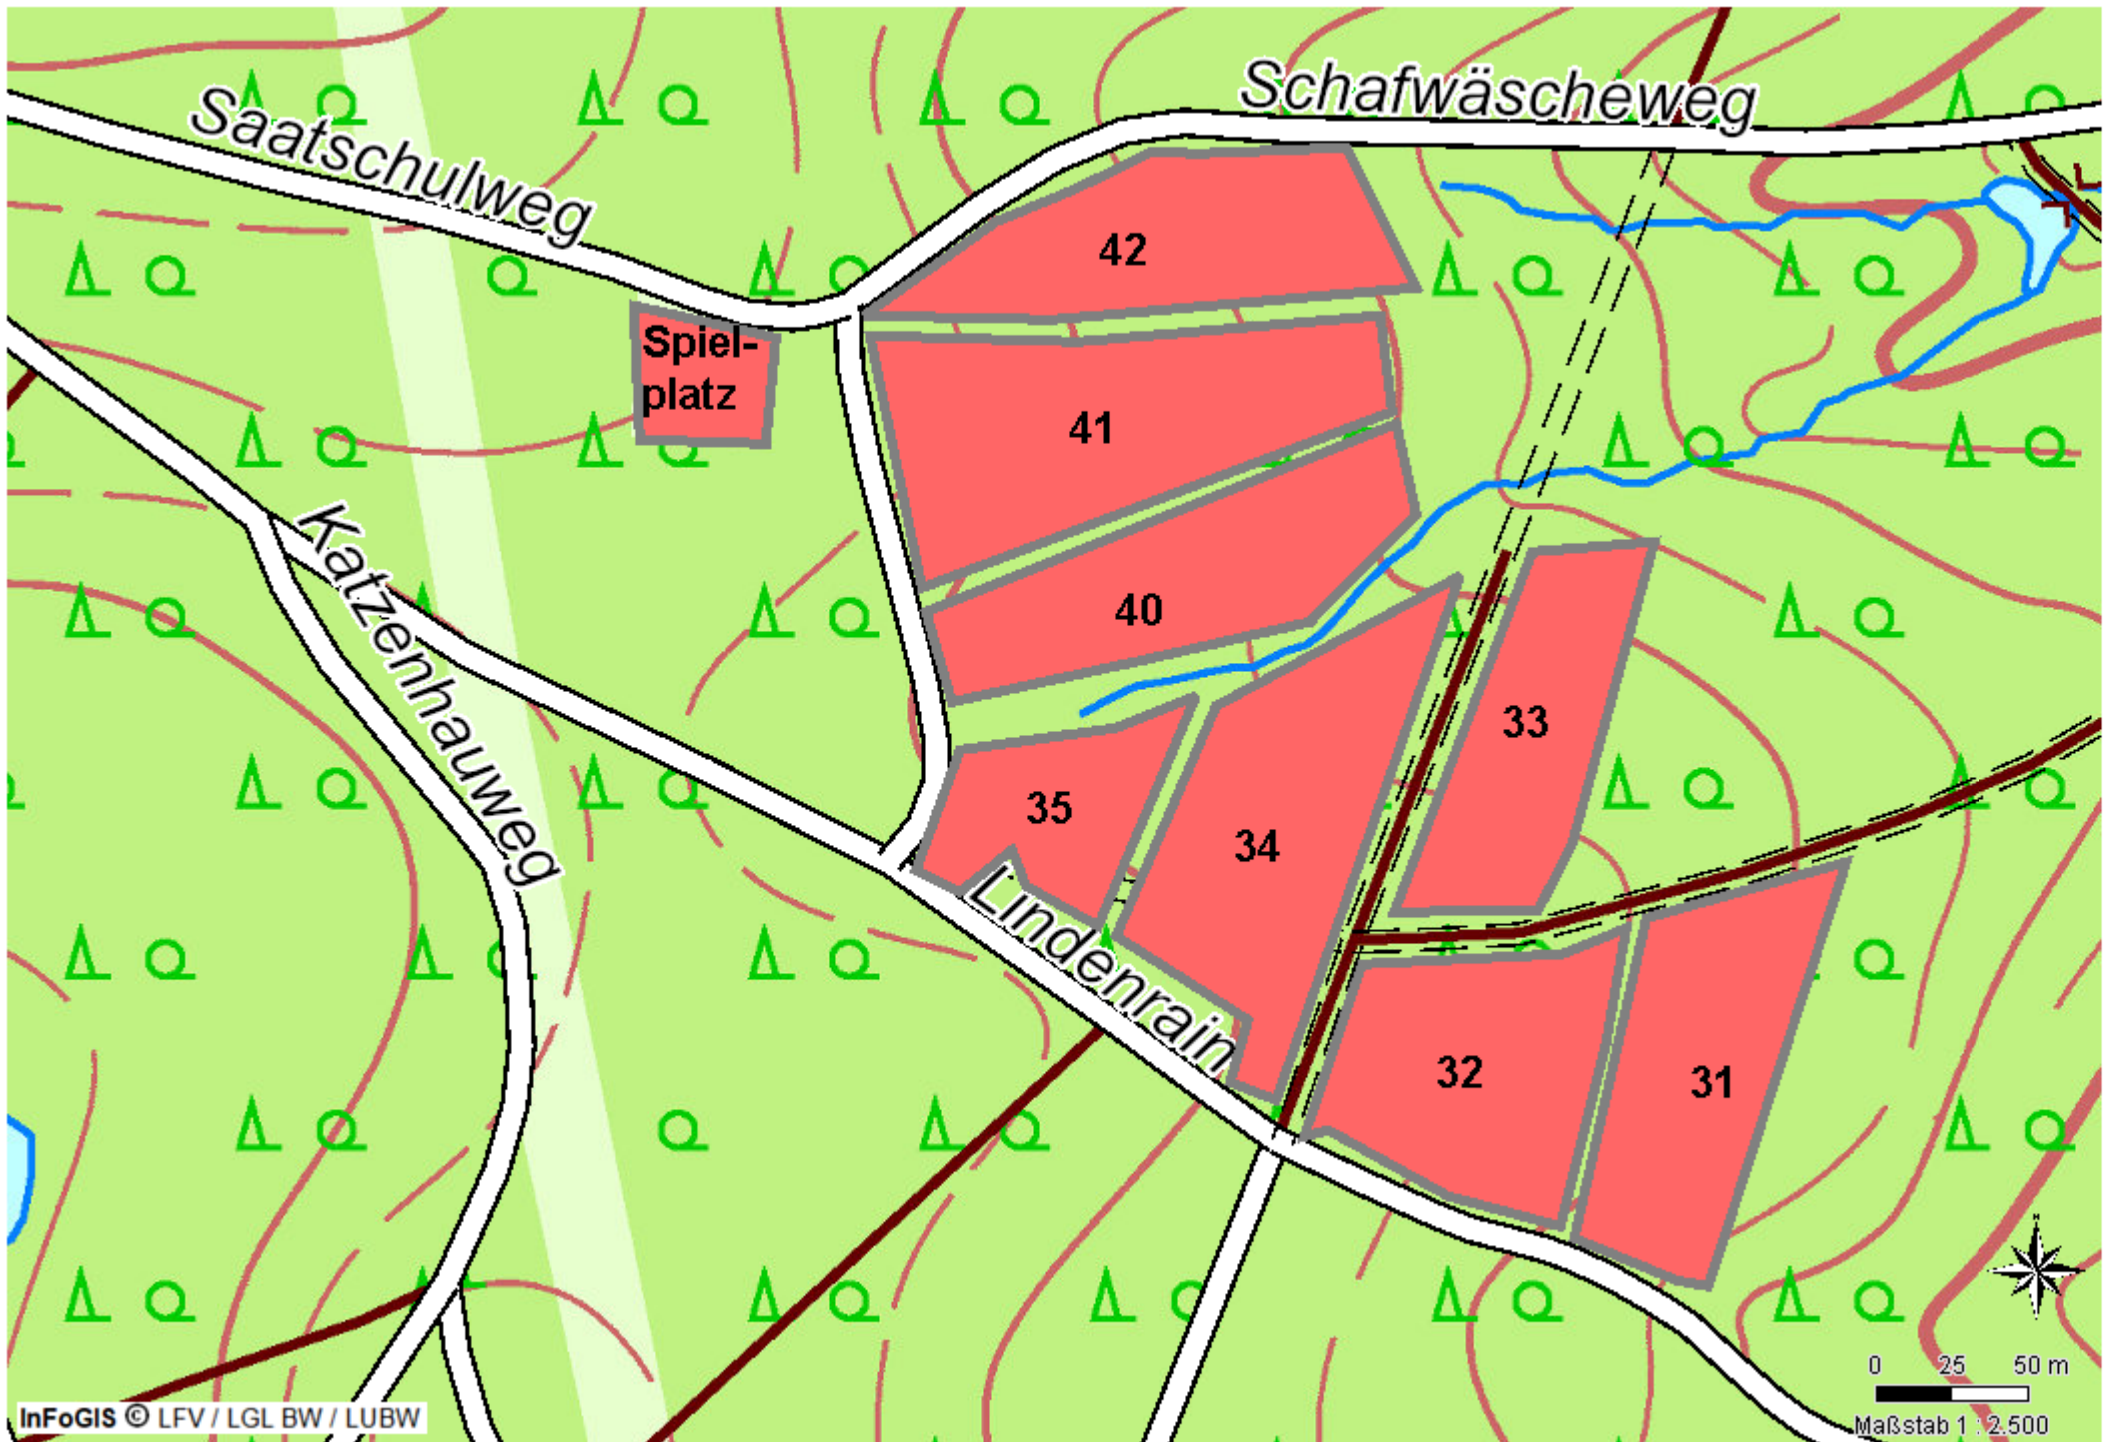 Schafwäscheweg
Saatschulweg
42
Spiel-
platz
41
Katzenhauweg
40
33
35
34
Lindenrain
32
31
N
0 25 50 m
Maßstab 1 : 2.500
InFoGIS © LFV / LGL BW / LUBW